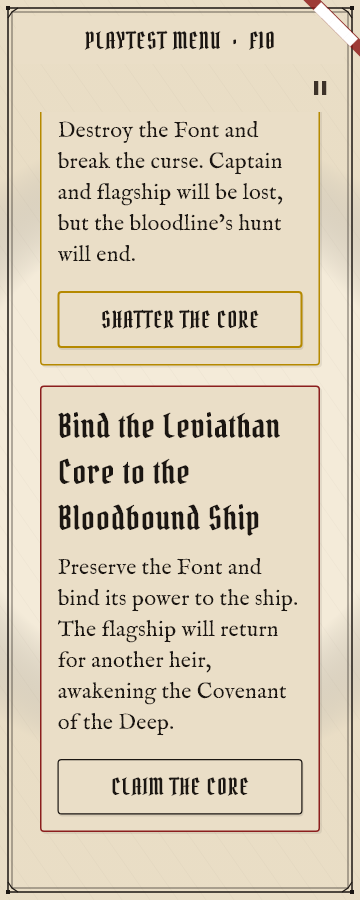 PLAYTEST MENU · F10
Destroy the Font and
break the curse. Captain
and flagship will be lost,
but the bloodline’s hunt
will end.
SHATTER THE CORE
Bind the Leviathan
Core to the
Bloodbound Ship
Preserve the Font and
bind its power to the ship.
The flagship will return
for another heir,
awakening the Covenant
of the Deep.
CLAIM THE CORE